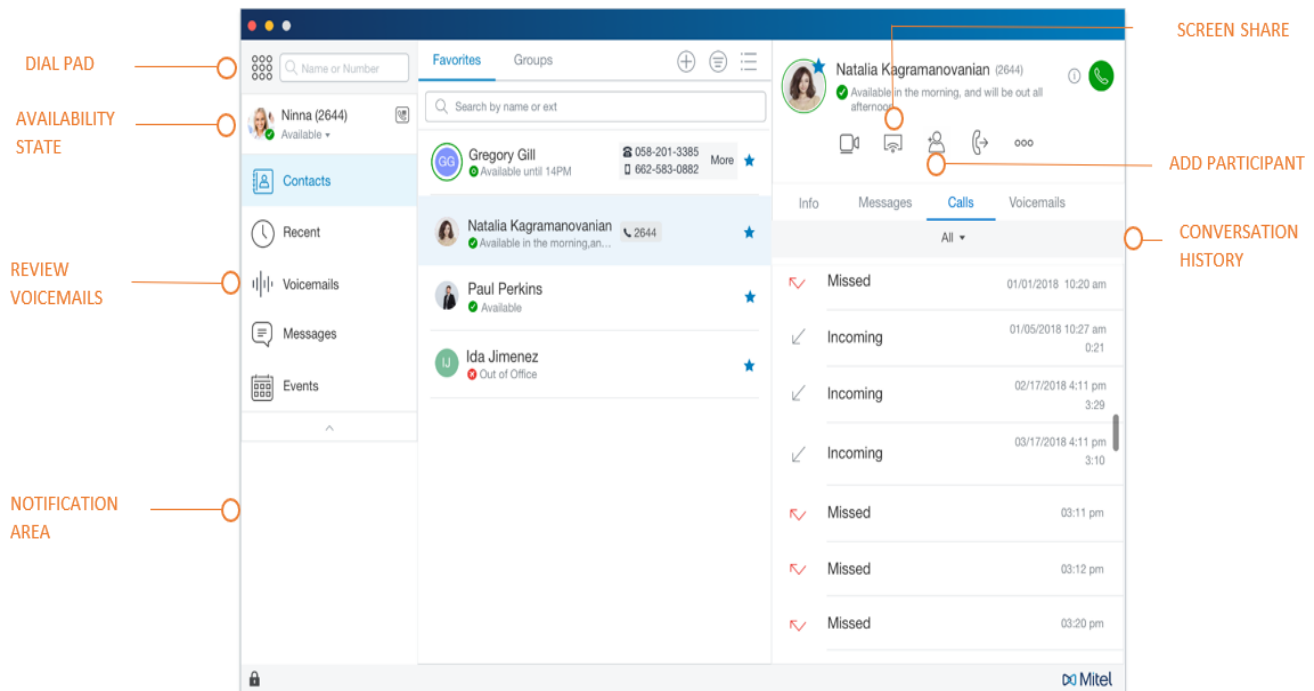 DIAL PAD
AVAILABILITY
STATE
REVIEW
VOICEMAILS
NOTIFICATION
AREA
Name or Number
Ninna (2644)
Available
Contacts
Recent
Voicemails
Messages
Events
Favorites Groups
Search by name or ext
GG
Gregory Gill
Available until 14PM
058-201-3385
662-583-0882
More
Natalia Kagramanovanian
Available in the morning,an...
2644
Paul Perkins
Available
IJ
Ida Jimenez
Out of Office
Natalia Kagramanovanian (2644)
Available in the morning, and will be out all
afternoon
Info Messages Calls Voicemails
All
Missed 01/01/2018 10:20 am
Incoming 01/05/2018 10:27 am
0:21
Incoming 02/17/2018 4:11 pm
3:29
Incoming 03/17/2018 4:11 pm
3:10
Missed 03:11 pm
Missed 03:12 pm
Missed 03:20 pm
Mitel
SCREEN SHARE
ADD PARTICIPANT
CONVERSATION
HISTORY